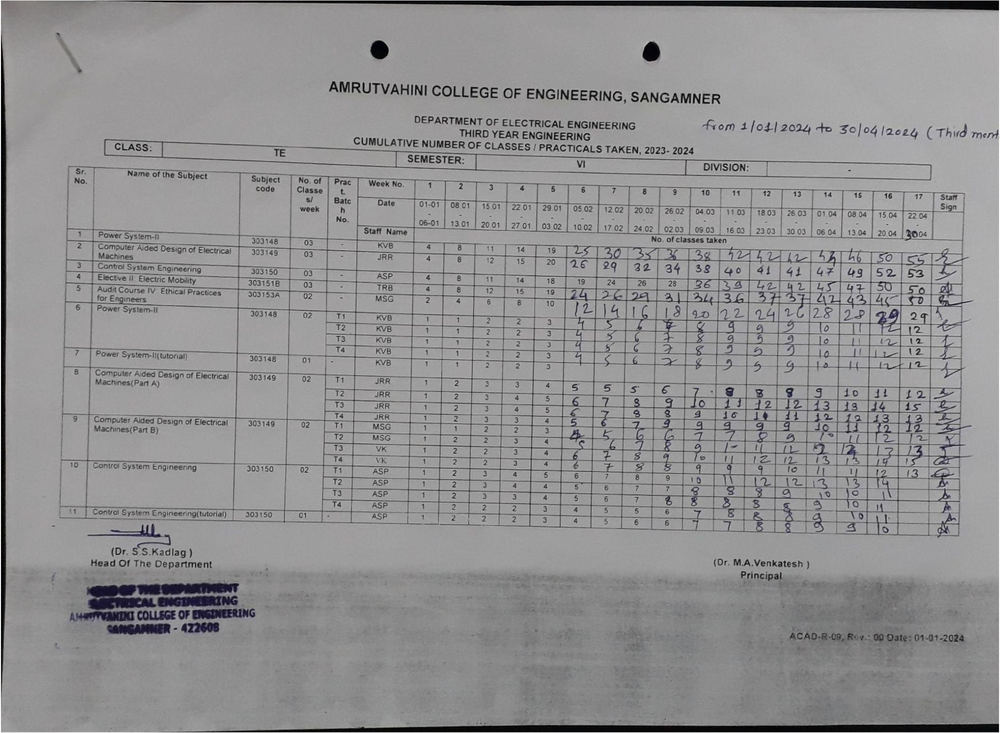 AMRUTVAHINI COLLEGE OF ENGINEERING, SANGAMNER
DEPARTMENT OF ELECTRICAL ENGINEERING
from 1/01/2024 to 30/04/2024 (Third mont
THIRD YEAR ENGINEERING
CUMULATIVE NUMBER OF CLASSES / PRACTICALS TAKEN, 2023- 2024
CLASS: TE SEMESTER: VI DIVISION: -
Sr. No. Name of the Subject Subject code No. of Classe s/ week Prac t. Batc h No. Week No. 1 2 3 4 5 6 7 8 9 10 11 12 13 14 15 16 17 Staff Sign
Date 01-01 - 06-01 08.01 - 13.01 15.01 - 20.01 22.01 - 27.01 29.01 - 03.02 05.02 - 10.02 12.02 - 17.02 20.02 - 24.02 26.02 - 02.03 04.03 - 09.03 11.03 - 16.03 18.03 - 23.03 26.03 - 30.03 01.04 - 06.04 08.04 - 13.04 15.04 - 20.04 22.04 - 30.04
Staff Name No. of classes taken
1 Power System-II 303148 03 - KVB 4 8 11 14 19 25 30 35 36 38 42 42 42 46 50 55
2 Computer Aided Design of Electrical Machines 303149 03 - JRR 4 8 12 15 20 26 29 32 34 38 40 41 41 47 49 52 53
3 Control System Engineering 303150 03 - ASP 4 8 11 14 18 19 24 26 28 36 39 42 42 45 47 50 50
4 Elective II: Electric Mobility 303151B 03 - TRB 4 8 12 15 19 24 26 29 31 34 36 37 37 42 43 45 50
5 Audit Course IV: Ethical Practices for Engineers 303153A 02 - MSG 2 4 6 8 10 12 14 16 18 20 22 24 26 28 28 29 29
6 Power System-II 303148 02 T1 KVB 1 1 2 2 3 4 5 6 7 8 9 9 9 10 11 12 12
T2 KVB 1 1 2 2 3 4 5 6 7 8 9 9 9 10 11 12 12
T3 KVB 1 1 2 2 3 4 5 6 7 8 9 9 9 10 11 12 12
T4 KVB 1 1 2 2 3 4 5 6 7 8 9 9 9 10 11 12 12
7 Power System-II(tutorial) 303148 01 - KVB 1 1 2 2 3
8 Computer Aided Design of Electrical Machines(Part A) 303149 02 T1 JRR 1 2 3 3 4 5 5 5 6 7 8 8 8 9 10 11 12
T2 JRR 1 2 3 4 5 6 7 8 9 10 11 12 12 13 13 14 15
T3 JRR 1 2 3 4 5 6 7 8 8 9 10 11 11 12 12 13 13
T4 JRR 1 2 3 3 4 5 6 7 9 9 9 9 9 10 11 12 12
9 Computer Aided Design of Electrical Machines(Part B) 303149 02 T1 MSG 1 1 2 2 3 4 5 6 6 7 7 8 9 10 11 12 12
T2 MSG 1 2 2 3 4 5 6 7 8 9 11 12 12 12 13 13
T3 VK 1 2 2 3 4 6 7 8 9 10 11 12 12 13 13 14 15
T4 VK 1 2 2 3 4 6 7 8 8 9 9 9 10 11 11 12 13
10 Control System Engineering 303150 02 T1 ASP 1 2 3 4 5 6 7 8 9 10 11 12 12 13 13 14
T2 ASP 1 2 3 4 4 5 6 7 7 8 8 8 9 10 10 11
T3 ASP 1 2 3 3 4 5 6 7 8 8 8 8 8 9 10 11
T4 ASP 1 2 2 2 3 4 5 5 6 7 8 8 8 9 10 11
11 Control System Engineering(tutorial) 303150 01 - ASP 1 2 2 2 3 4 5 6 6 7 7 8 8 9 9 10
(Dr. S.S.Kadlag )
Head Of The Department
(Dr. M.A.Venkatesh )
Principal
HEAD OF THE DEPARTMENT
ELECTRICAL ENGINEERING
AMRUTVAHINI COLLEGE OF ENGINEERING
SANGAMNER - 422608
ACAD-R-09, Rev.: 00 Date: 01-01-2024